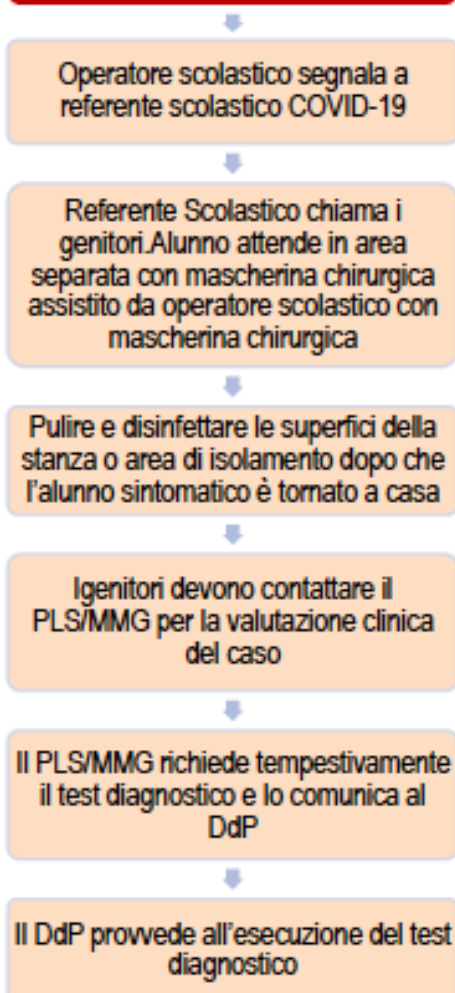 Operatore scolastico segnala a
referente scolastico COVID-19
Referente Scolastico chiama i
genitori.Alunno attende in area
separata con mascherina chirurgica
assistito da operatore scolastico con
mascherina chirurgica
Pulire e disinfettare le superfici della
stanza o area di isolamento dopo che
l'alunno sintomatico è tornato a casa
Igenitori devono contattare il
PLS/MMG per la valutazione clinica
del caso
Il PLS/MMG richiede tempestivamente
il test diagnostico e lo comunica al
DdP
Il DdP provvede all'esecuzione del test
diagnostico